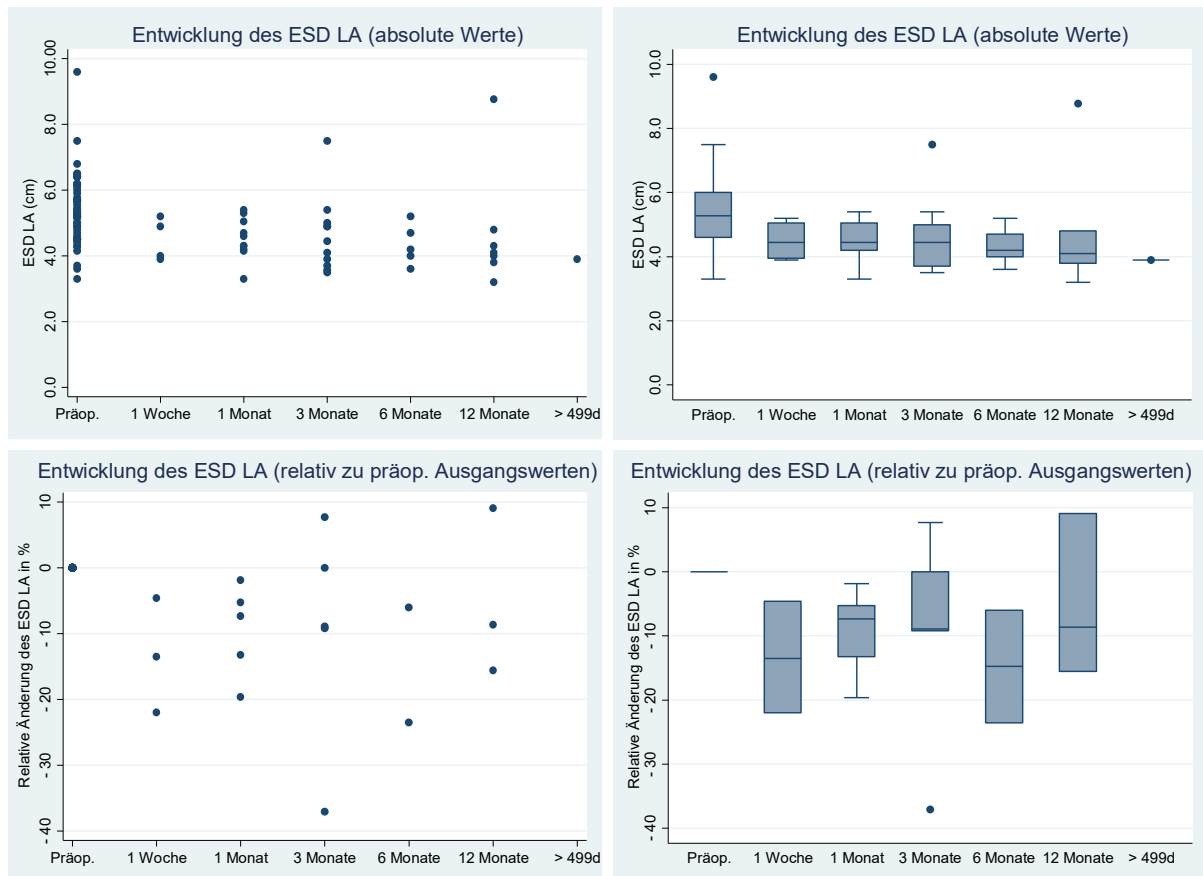 Entwicklung des ESD LA (absolute Werte)
ESD LA (cm)
10.00
8.0
6.0
4.0
2.0
0.0
Präop. 1 Woche 1 Monat 3 Monate 6 Monate 12 Monate > 499d
Entwicklung des ESD LA (absolute Werte)
ESD LA (cm)
10.0
8.0
6.0
4.0
2.0
0.0
Präop. 1 Woche 1 Monat 3 Monate 6 Monate 12 Monate > 499d
Entwicklung des ESD LA (relativ zu präop. Ausgangswerten)
Relative Änderung des ESD LA in %
10
0
- 10
- 20
- 30
- 40
Präop. 1 Woche 1 Monat 3 Monate 6 Monate 12 Monate > 499d
Entwicklung des ESD LA (relativ zu präop. Ausgangswerten)
Relative Änderung des ESD LA in %
10
0
- 10
- 20
- 30
- 40
Präop. 1 Woche 1 Monat 3 Monate 6 Monate 12 Monate > 499d